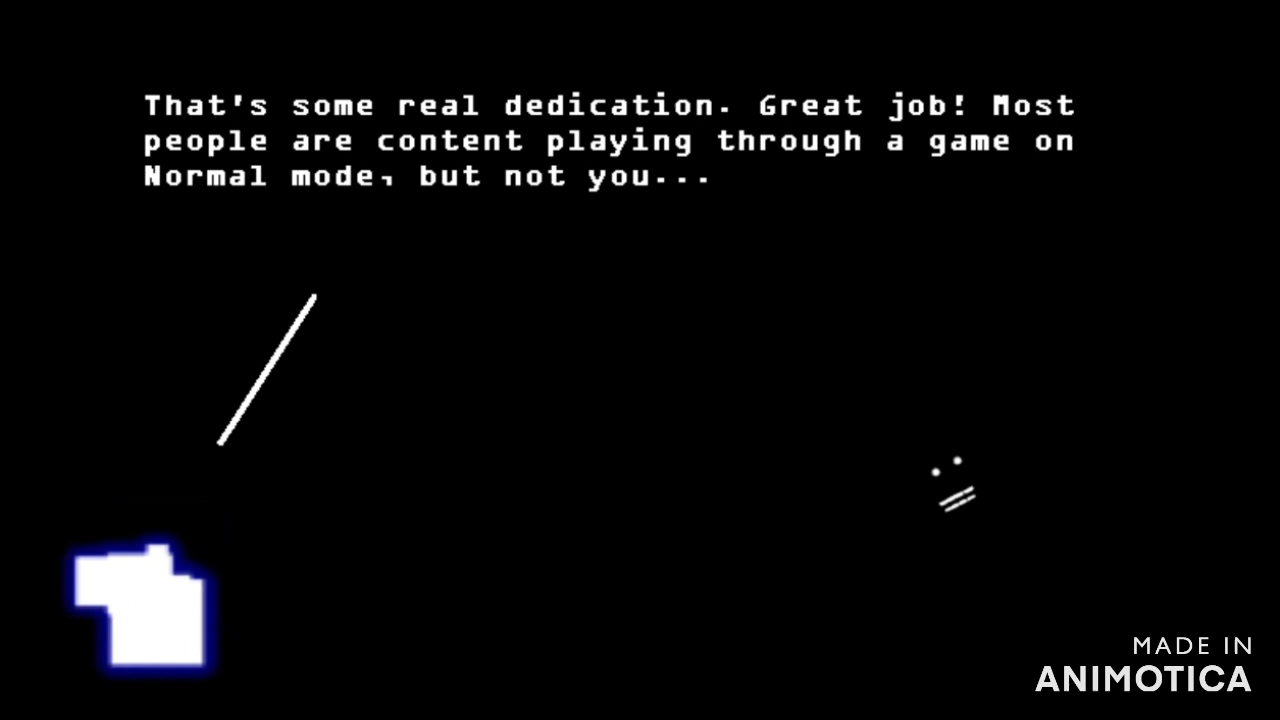 That's some real dedication. Great job! Most
people are content playing through a game on
Normal mode, but not you...
MADE IN
ANIMOTICA